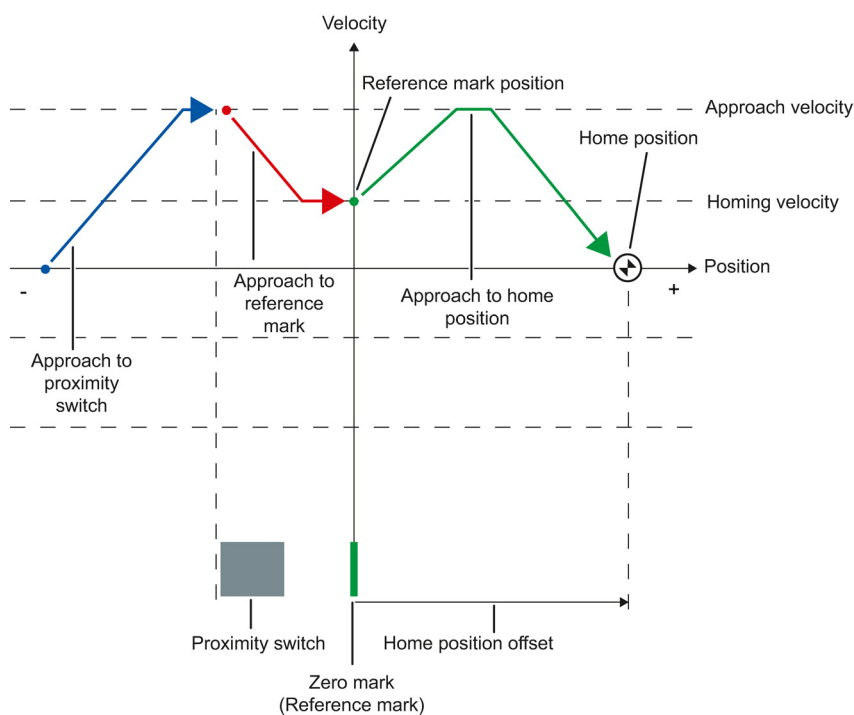 Velocity
Reference mark position
Approach velocity
Home position
Homing velocity
Position
-
+
Approach to
reference
mark
Approach to home
position
Approach to
proximity
switch
Proximity switch
Home position offset
Zero mark
(Reference mark)